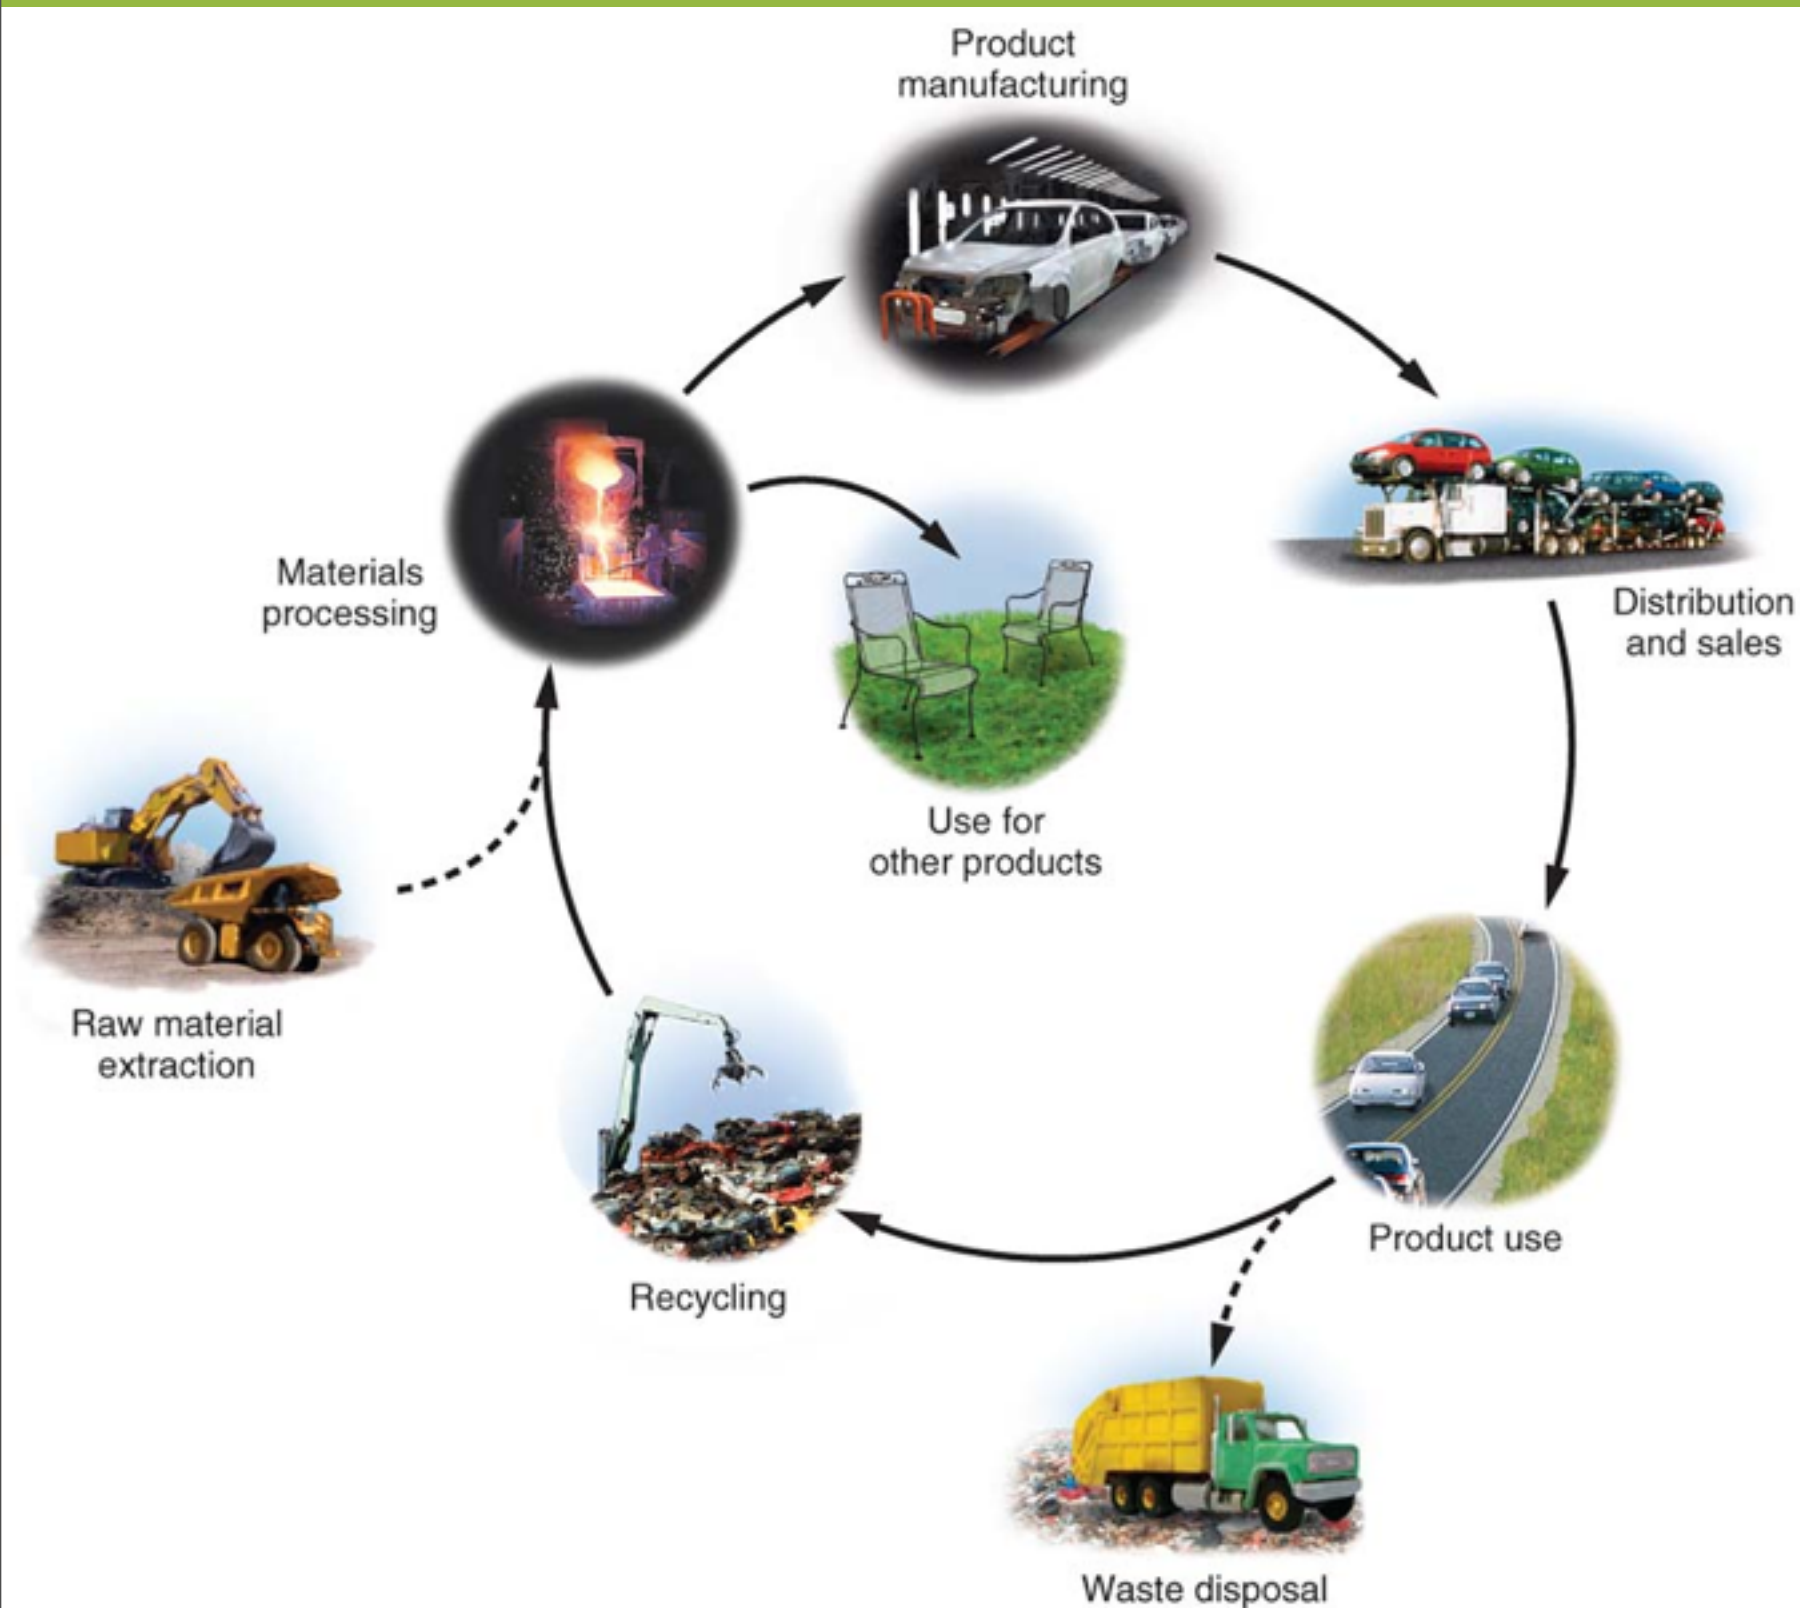 Product
manufacturing
Distribution
and sales
Materials
processing
Use for
other products
Raw material
extraction
Product use
Recycling
Waste disposal